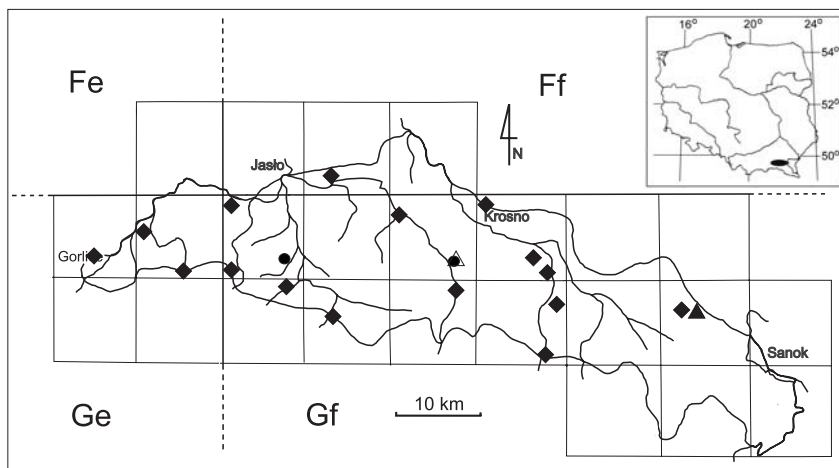 16° 20° 24°
54°
52°
50°
Fe
Ff
N
Jasło
Krosno
Gorlice
Sanok
Ge
Gf
10 km